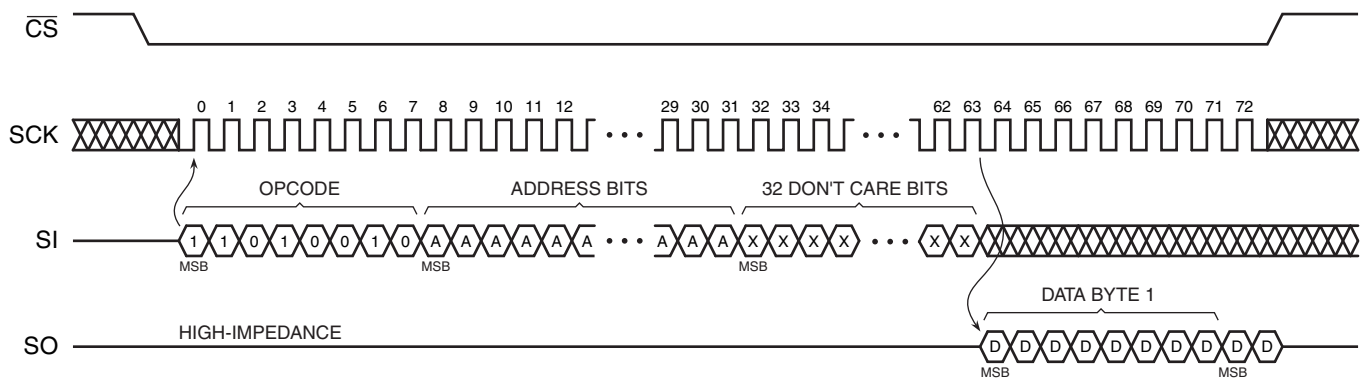 CS
0 1 2 3 4 5 6 7 8 9 10 11 12 29 30 31 32 33 34 62 63 64 65 66 67 68 69 70 71 72
SCK
OPCODE ADDRESS BITS 32 DON'T CARE BITS
SI 1 1 0 1 0 0 1 0 A A A A A A A A A X X X X X X
MSB MSB MSB
DATA BYTE 1
HIGH-IMPEDANCE
SO D D D D D D D D D D
MSB MSB